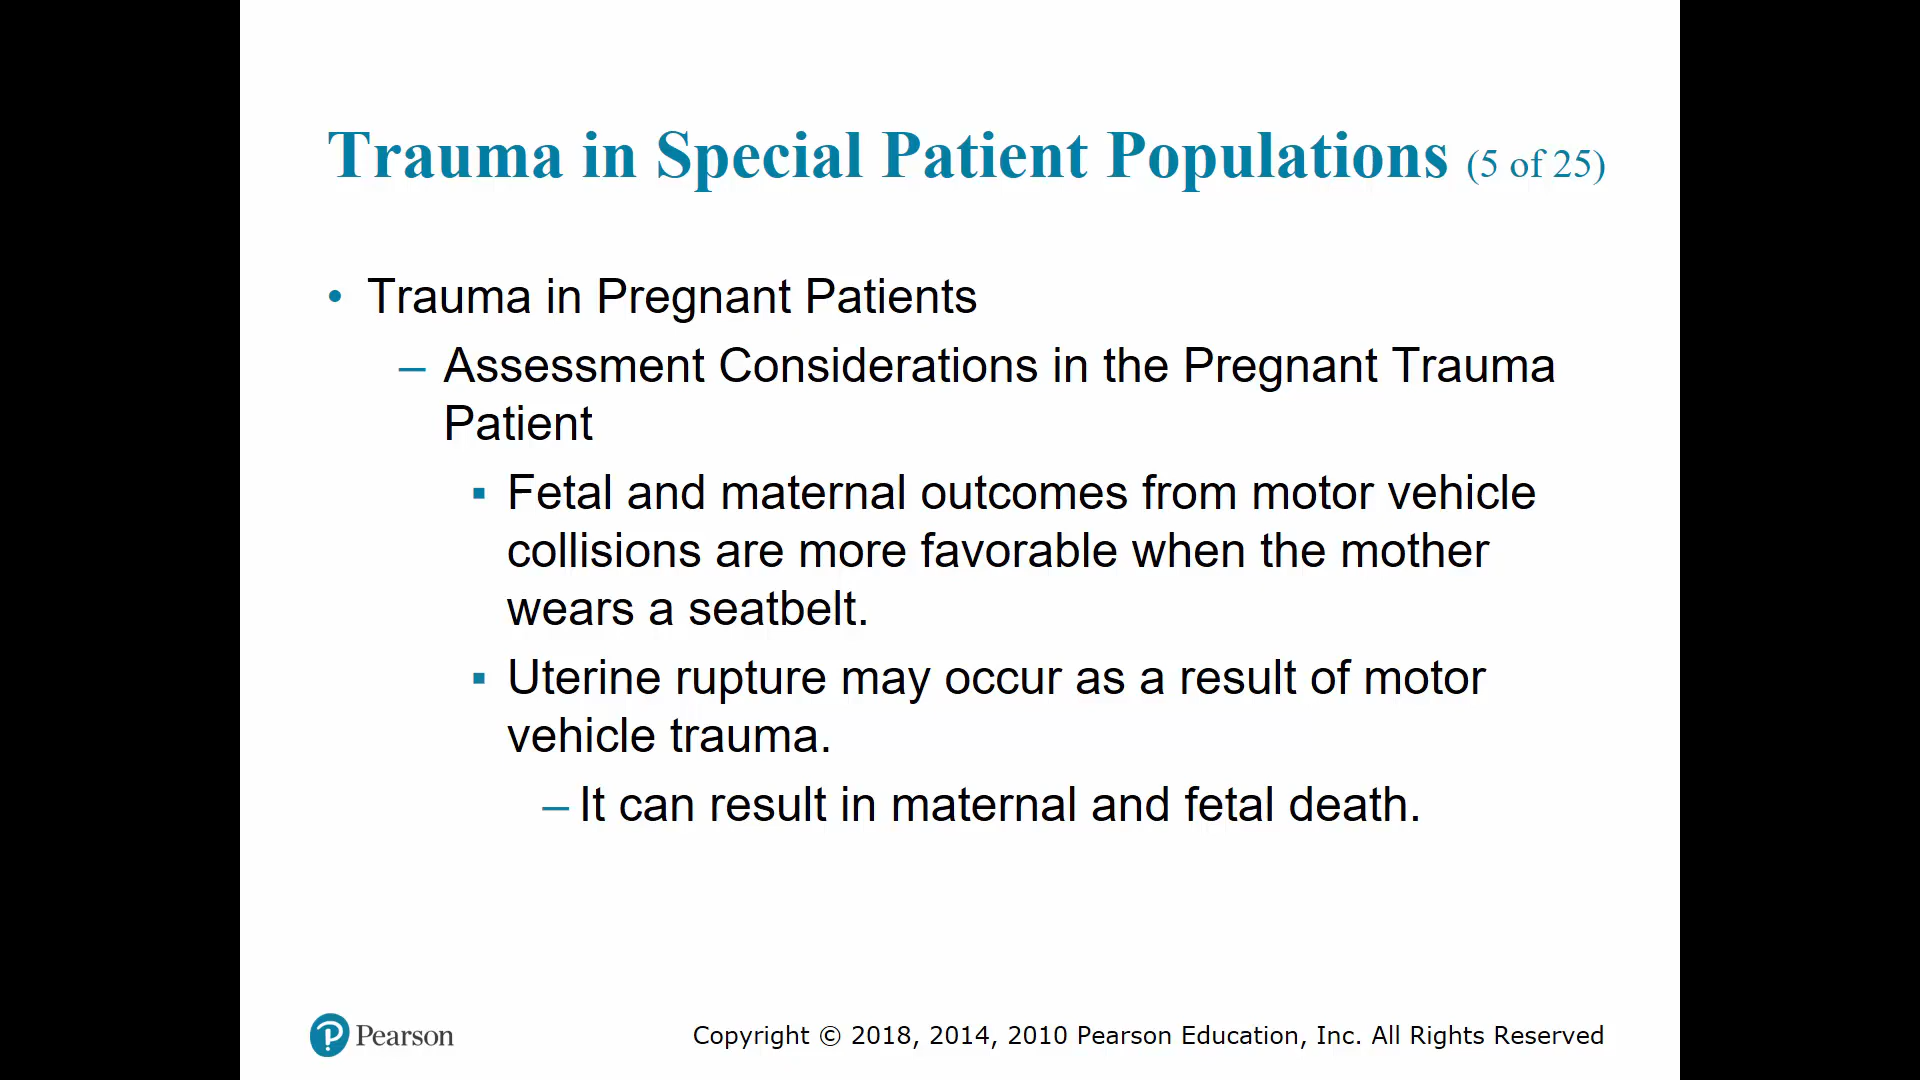 Trauma in Special Patient Populations (5 of 25)
• Trauma in Pregnant Patients
– Assessment Considerations in the Pregnant Trauma
Patient
▪ Fetal and maternal outcomes from motor vehicle
collisions are more favorable when the mother
wears a seatbelt.
▪ Uterine rupture may occur as a result of motor
vehicle trauma.
– It can result in maternal and fetal death.
Pearson
Copyright © 2018, 2014, 2010 Pearson Education, Inc. All Rights Reserved